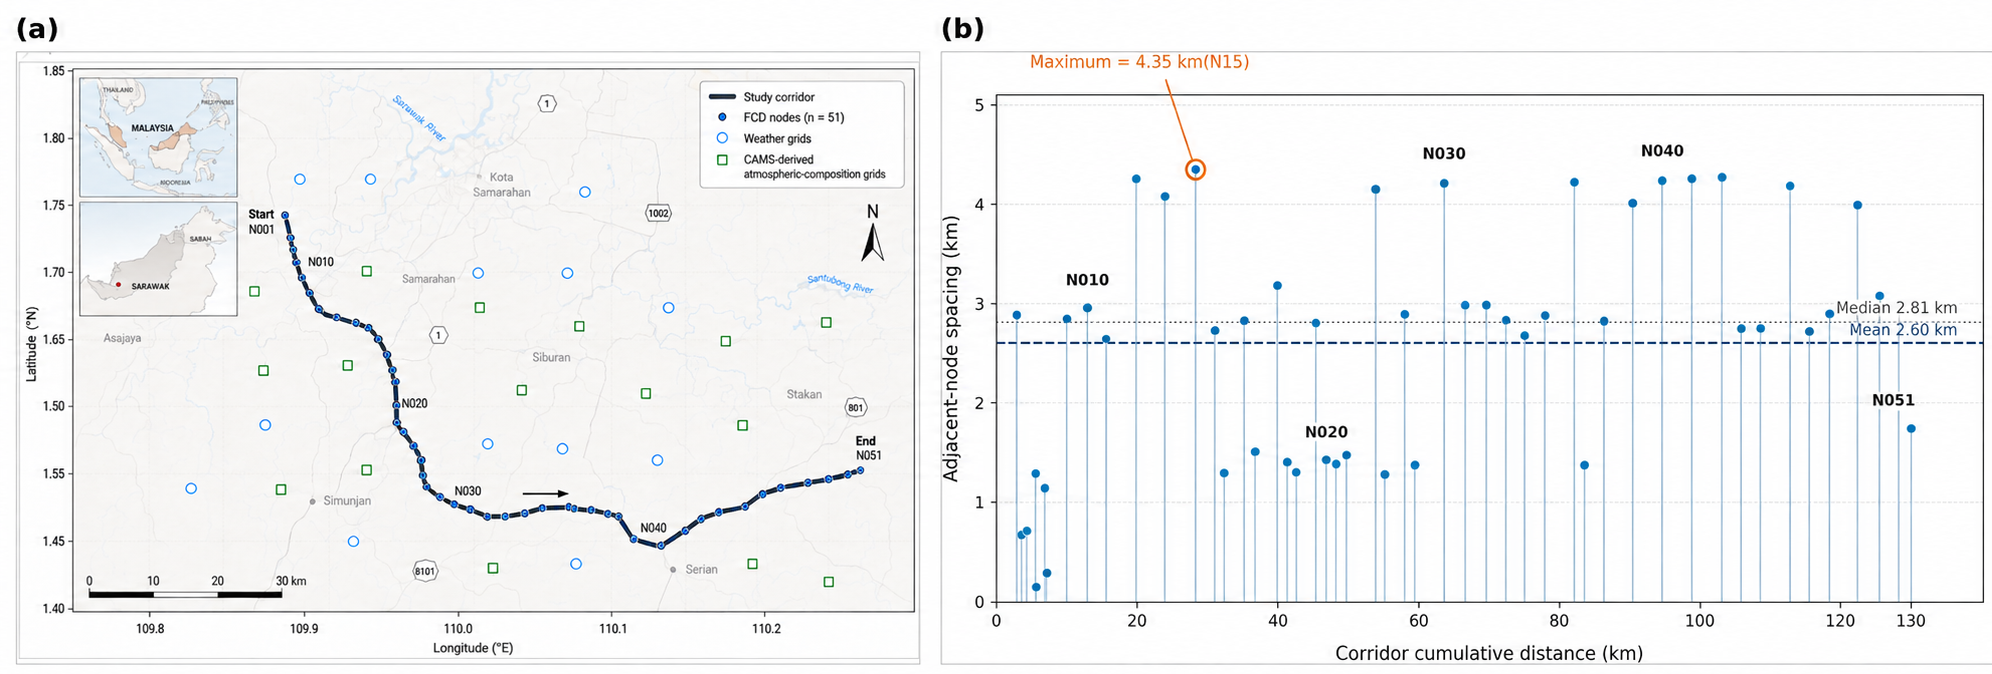 (a)
1.85
1.80
1.75
1.70
1.65
1.50
1.55
1.45
1.40
Latitude (°N)
109.8
109.9
110.0
110.1
110.2
Longitude (°E)
THAILAND
PHILIPPINES
MALAYSIA
SABAH
SARAWAK
Sarawak River
1
Study corridor
FCD nodes (n = 51)
Weather grids
CAMS-derived
atmospheric-composition grids
Kota
Samarahan
1002
N
Start
N001
N010
Samarahan
Santubong River
Asajaya
1
Siburan
Stakan
801
N020
End
N051
Simunjan
N030
N040
Serian
8101
0
10
20
30 km
(b)
Maximum = 4.35 km(N15)
5
4
3
2
1
0
Adjacent-node spacing (km)
N010
N020
N030
N040
N051
Median 2.81 km
Mean 2.60 km
0
20
40
60
80
100
120
130
Corridor cumulative distance (km)